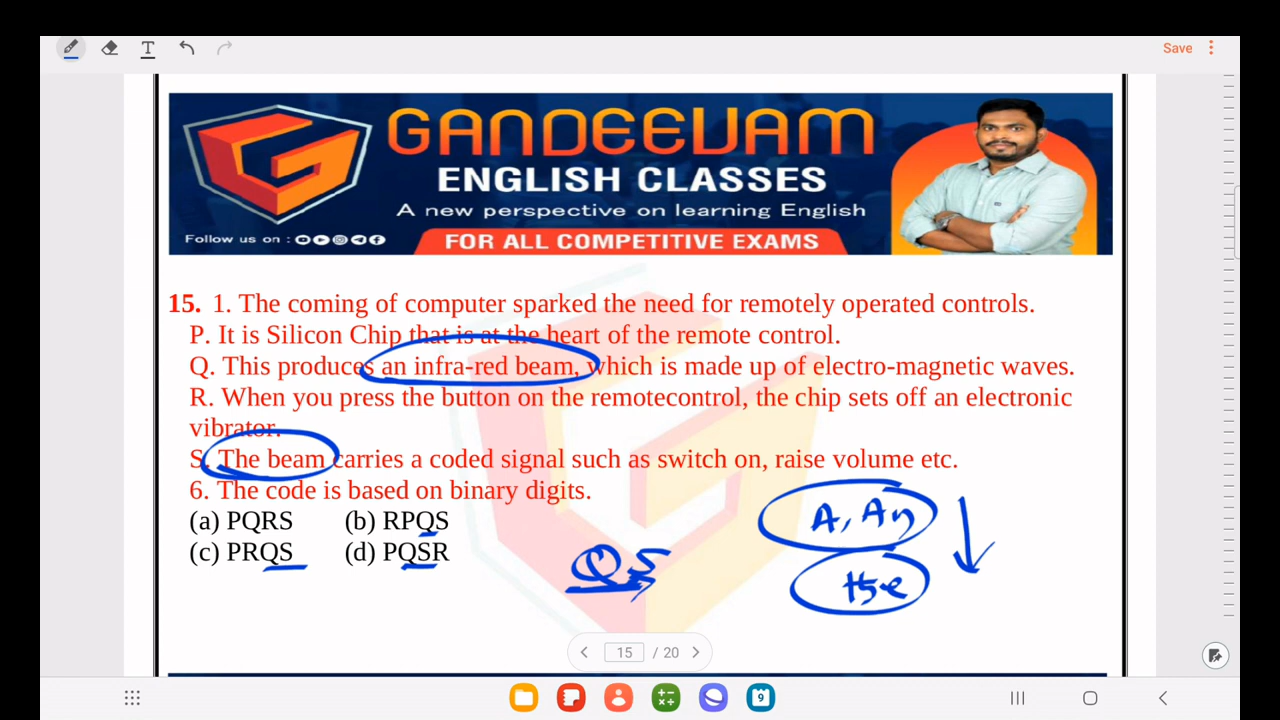 T
Save
GANDEEVAM
ENGLISH CLASSES
A new perspective on learning English
Follow us on :
FOR ALL COMPETITIVE EXAMS
15. 1. The coming of computer sparked the need for remotely operated controls.
P. It is Silicon Chip that is at the heart of the remote control.
Q. This produces an infra-red beam, which is made up of electro-magnetic waves.
R. When you press the button on the remotecontrol, the chip sets off an electronic
vibrator.
S. The beam carries a coded signal such as switch on, raise volume etc.
6. The code is based on binary digits.
(a) PQRS (b) RPQS
(c) PRQS (d) PQSR
A, An
QS
The
15 / 20
9